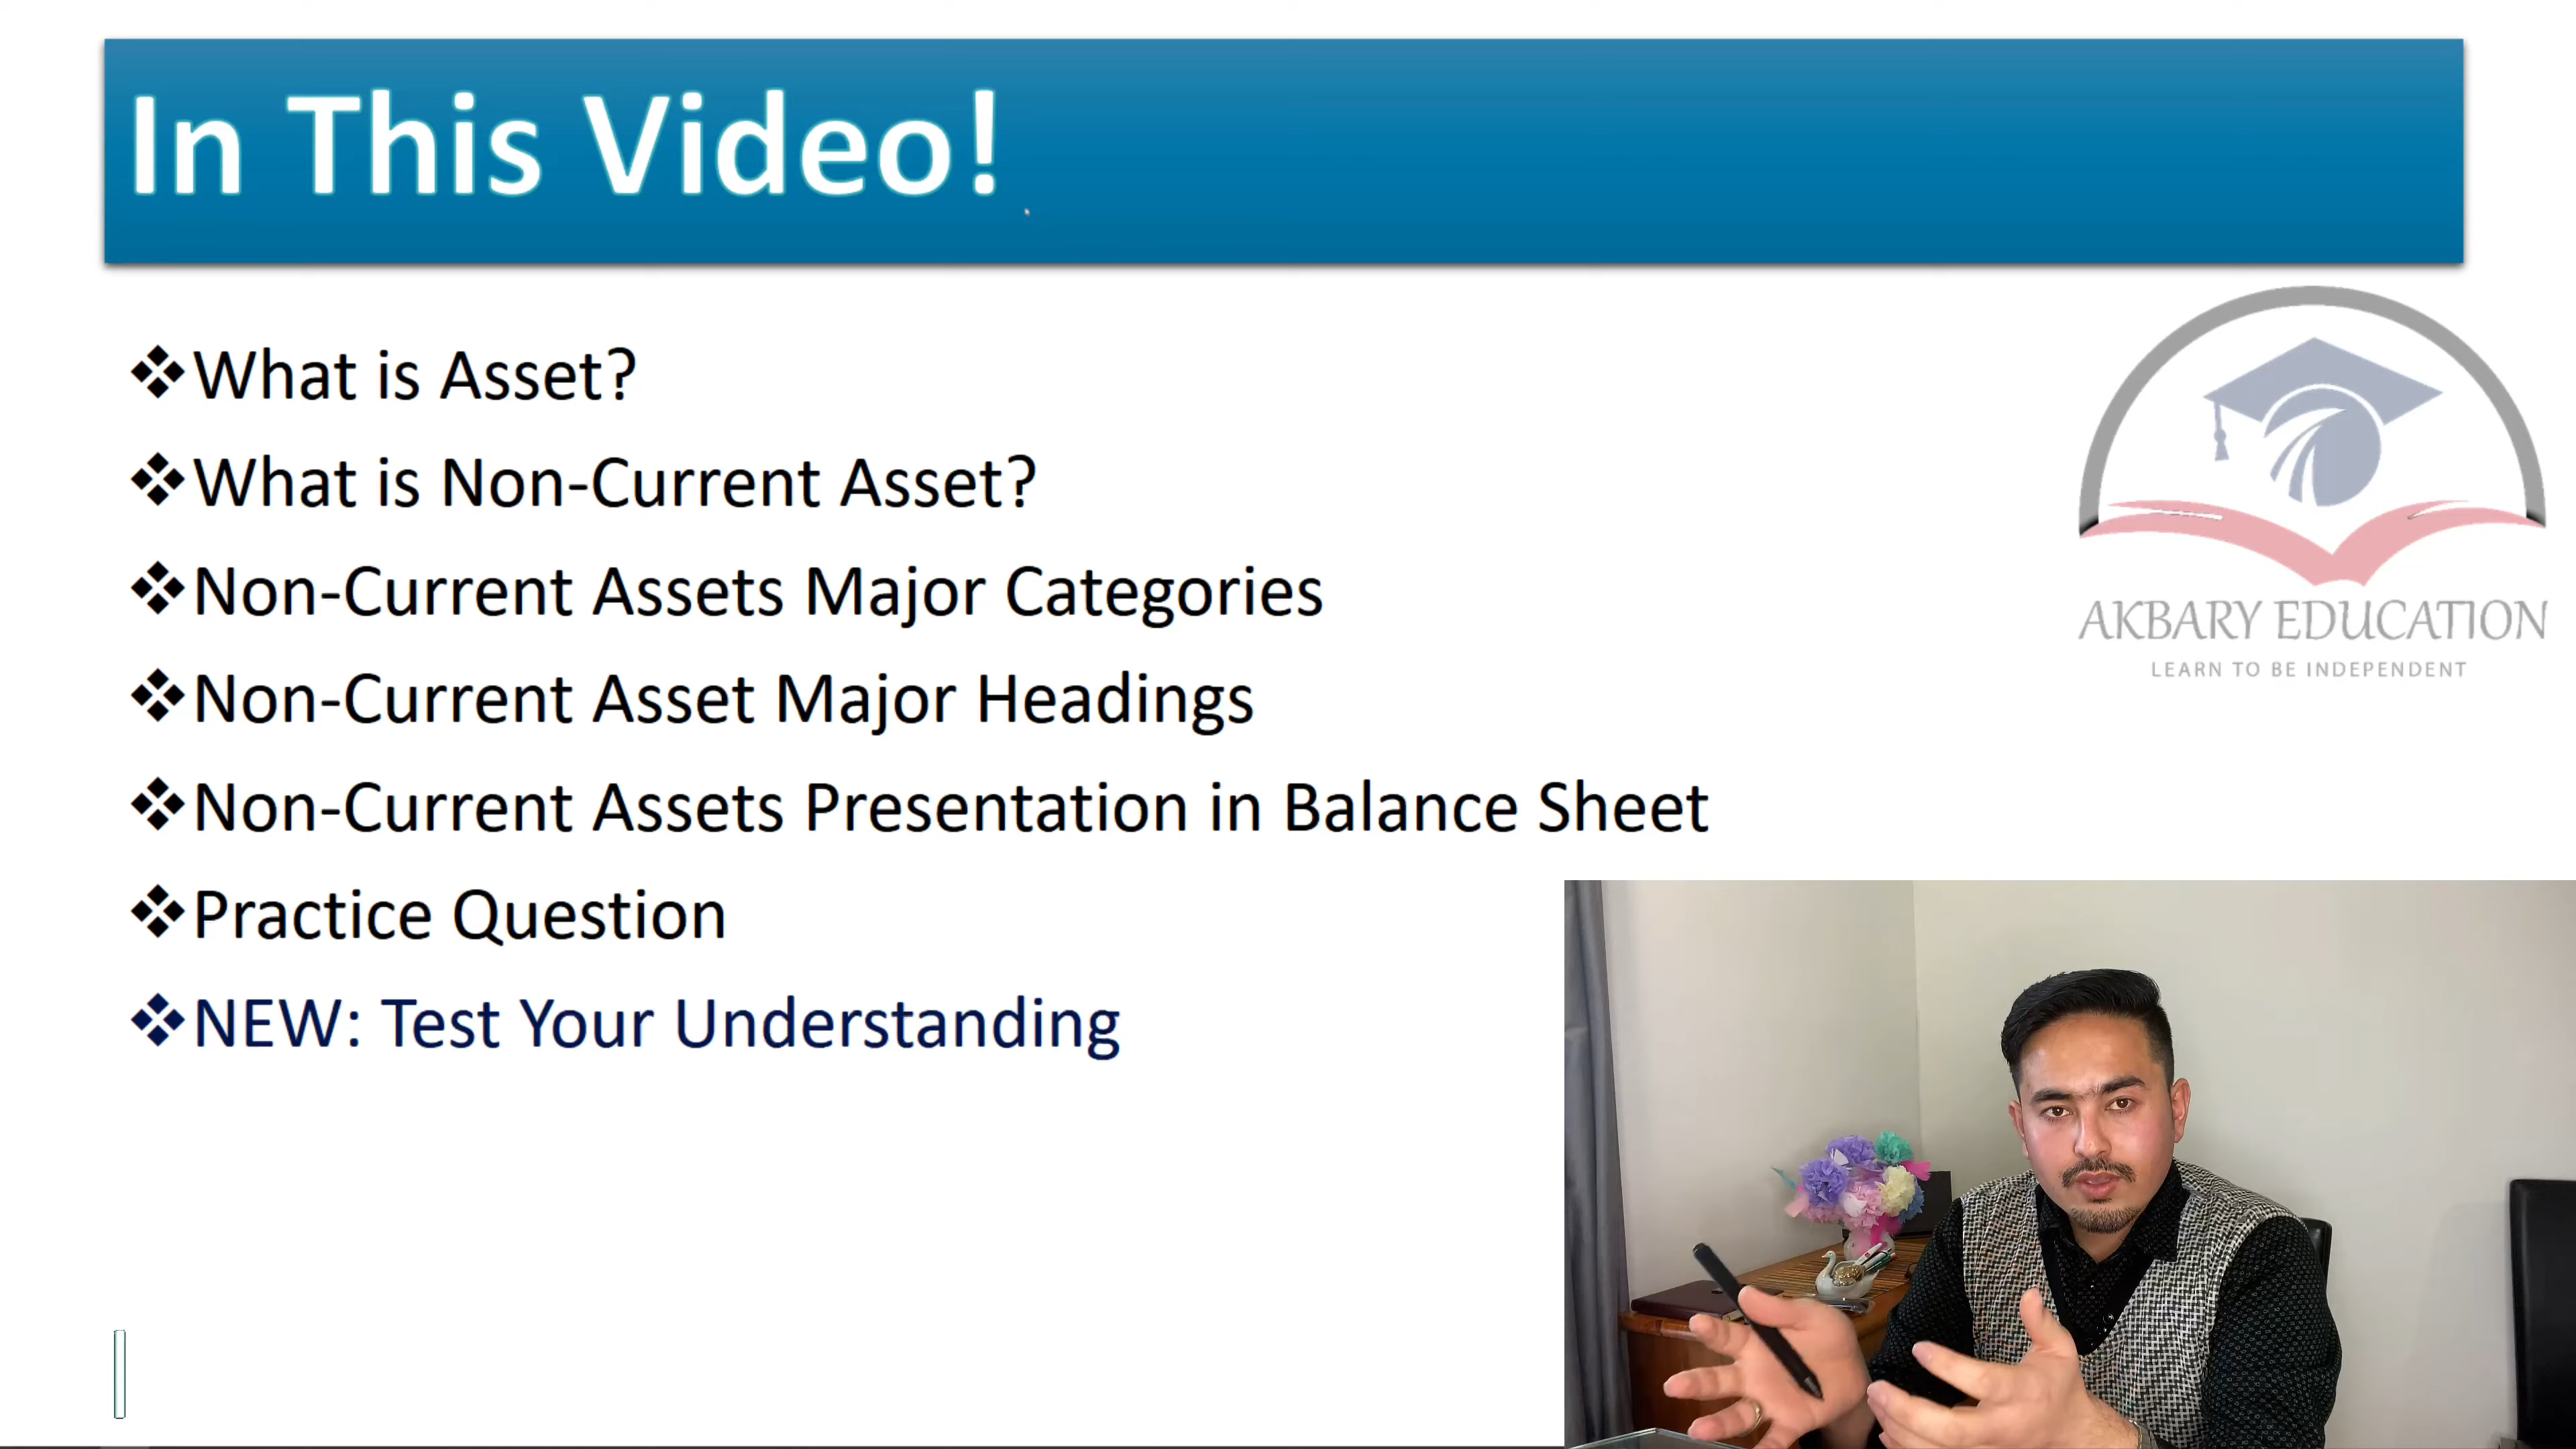 In This Video!
What is Asset?
What is Non-Current Asset?
Non-Current Assets Major Categories
Non-Current Asset Major Headings
Non-Current Assets Presentation in Balance Sheet
Practice Question
NEW: Test Your Understanding
AKBARY EDUCATION
LEARN TO BE INDEPENDENT